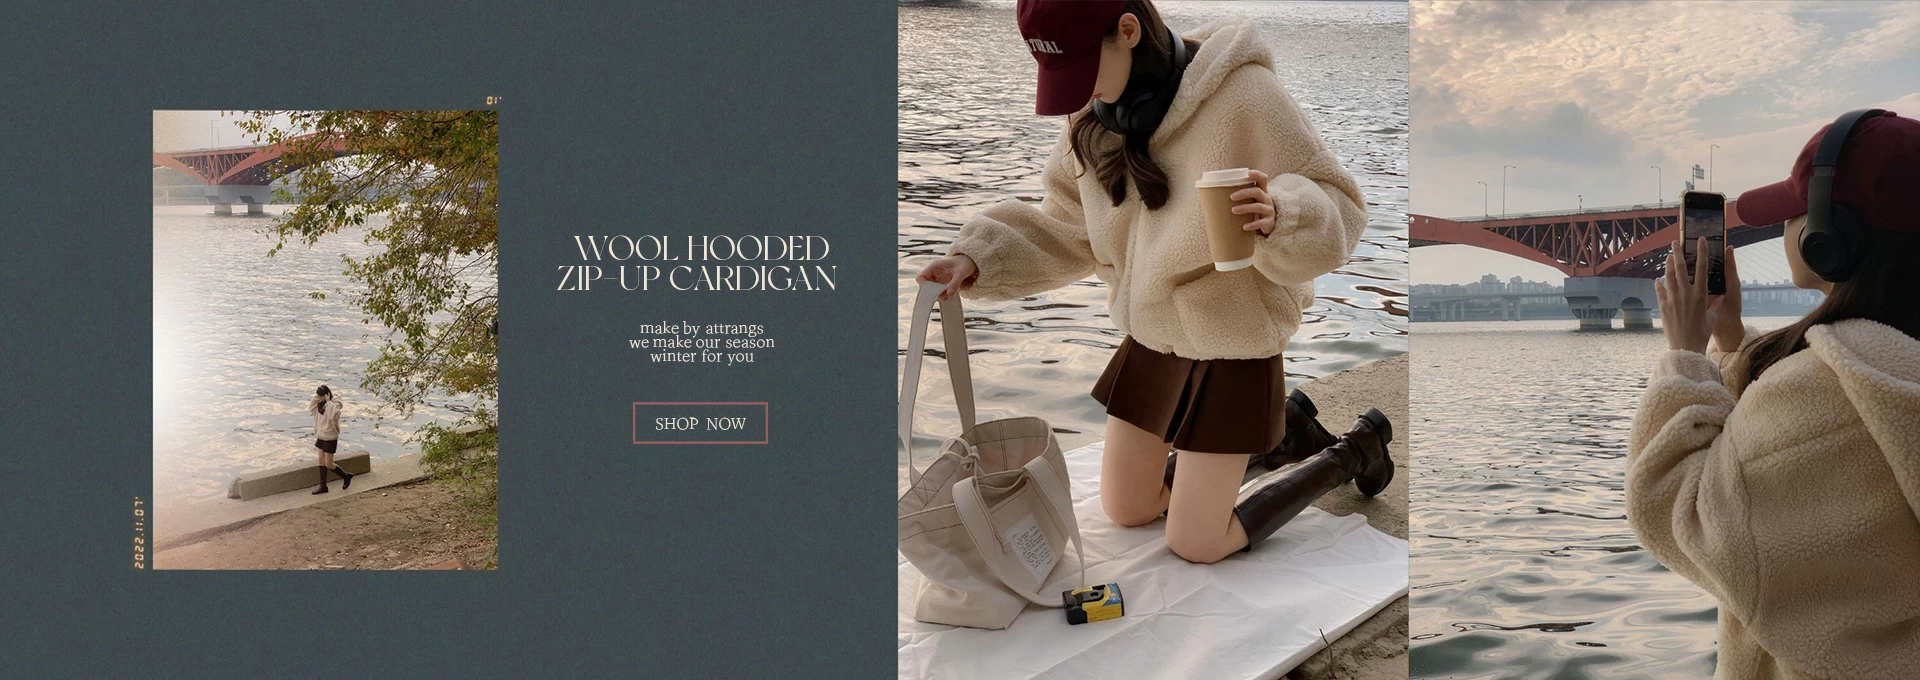 01'
2022.11.07'
WOOL HOODED
ZIP-UP CARDIGAN
make by attrangs
we make our season
winter for you
SHOP NOW